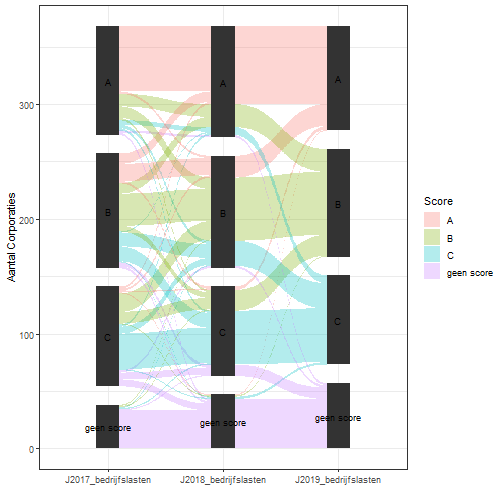 Aantal Corporaties
300
200
100
0
A
B
C
geen score
A
B
C
geen score
A
B
C
geen score
J2017_bedrijfslasten
J2018_bedrijfslasten
J2019_bedrijfslasten
Score
A
B
C
geen score